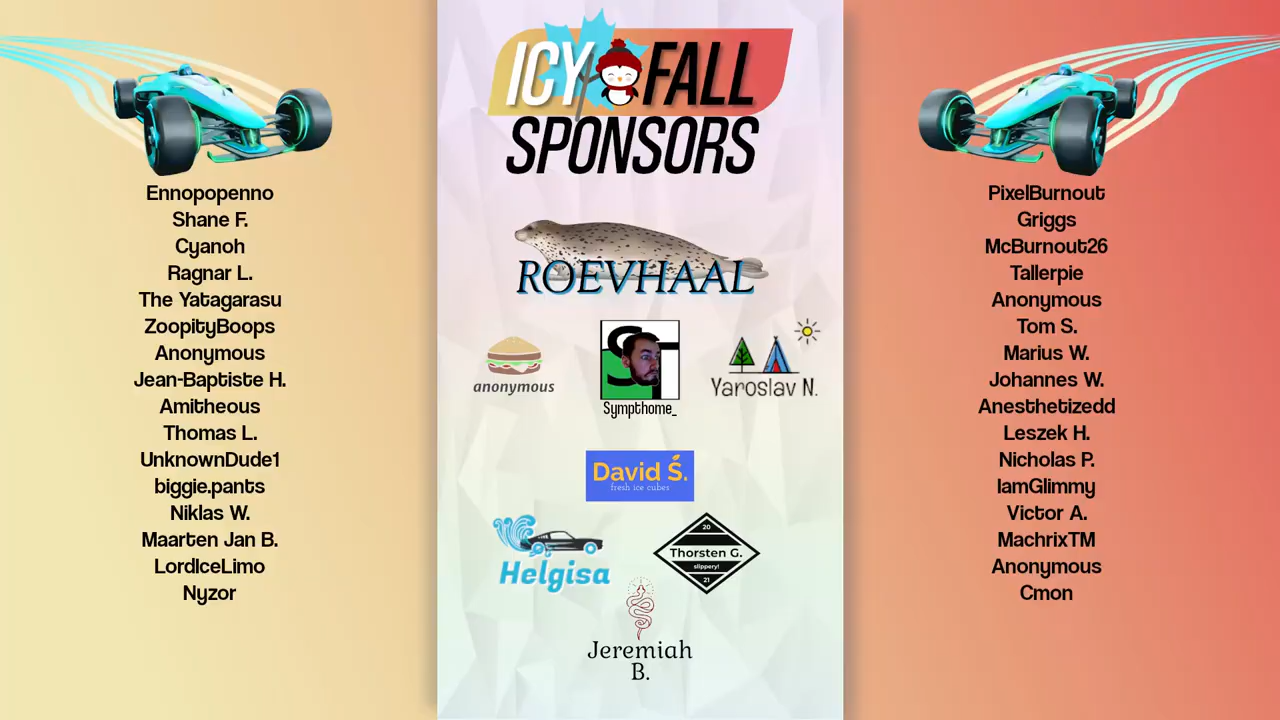 ICY FALL
SPONSORS
Ennopopenno
Shane F.
Cyanoh
Ragnar L.
The Yatagarasu
ZoopityBoops
Anonymous
Jean-Baptiste H.
Amitheous
Thomas L.
UnknownDude1
biggie.pants
Niklas W.
Maarten Jan B.
LordIceLimo
Nyzor
ROEVHAAL
anonymous
Sympthome_
Yaroslav N.
David Ś.
fresh ice cubes
Helgisa
20
Thorsten G.
slippery!
21
Jeremiah
B.
PixelBurnout
Griggs
McBurnout26
Tallerpie
Anonymous
Tom S.
Marius W.
Johannes W.
Anesthetizedd
Leszek H.
Nicholas P.
IamGlimmy
Victor A.
MachrixTM
Anonymous
Cmon